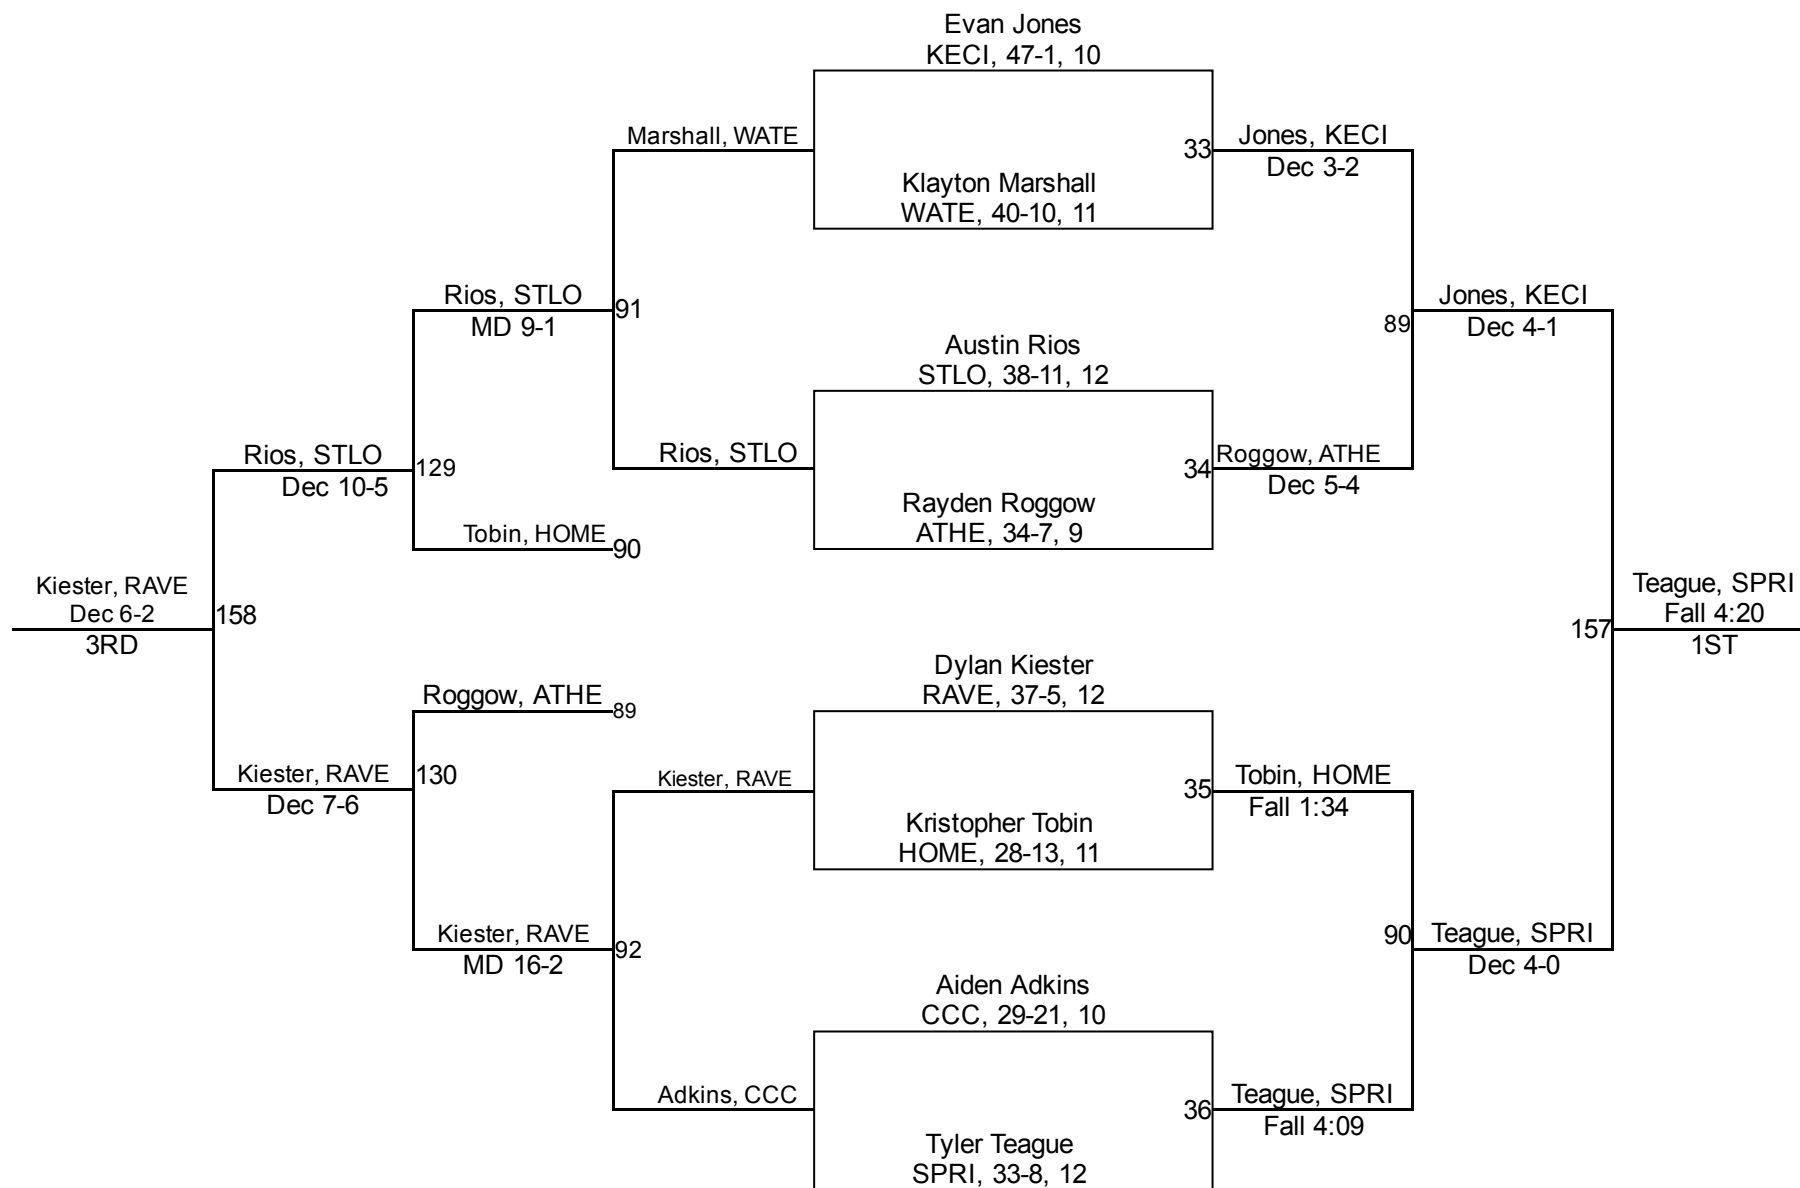 Evan Jones
KECI, 47-1, 10
Marshall, WATE
33
Jones, KECI
Dec 3-2
Klayton Marshall
WATE, 40-10, 11
Rios, STLO
MD 9-1
91
Jones, KECI
Dec 4-1
89
Austin Rios
STLO, 38-11, 12
Rios, STLO
Dec 10-5
129
Rios, STLO
34
Roggow, ATHE
Dec 5-4
Rayden Roggow
ATHE, 34-7, 9
Tobin, HOME
90
Kiester, RAVE
Dec 6-2
3RD
158
157
Teague, SPRI
Fall 4:20
1ST
Dylan Kiester
RAVE, 37-5, 12
Roggow, ATHE
89
Kiester, RAVE
Dec 7-6
130
Kiester, RAVE
35
Tobin, HOME
Fall 1:34
Kristopher Tobin
HOME, 28-13, 11
Kiester, RAVE
MD 16-2
92
90
Teague, SPRI
Dec 4-0
Aiden Adkins
CCC, 29-21, 10
Adkins, CCC
36
Teague, SPRI
Fall 4:09
Tyler Teague
SPRI, 33-8, 12